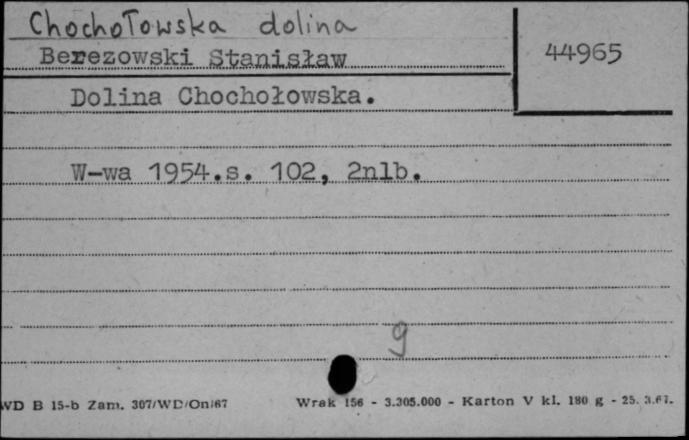 Chochołowska dolina
Berezowski Stanisław
44965
Dolina Chochołowska.
W-wa 1954.s. 102, 2nlb.
9
WD B 15-b Zam. 307/WD/On/67 Wrak 156 - 3.305.000 - Karton V kl. 180 g - 25. 3.67.